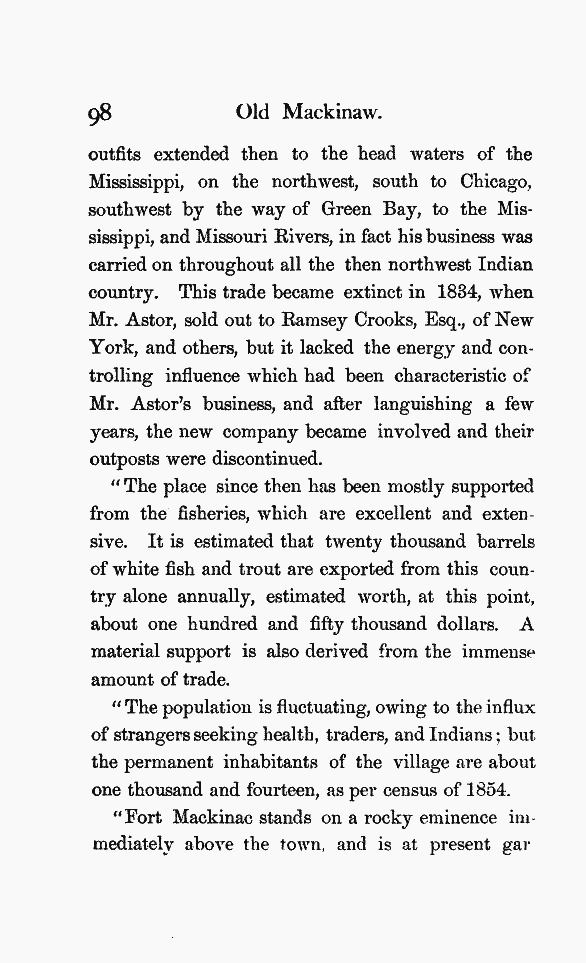 98 Old Mackinaw.
outfits extended then to the head waters of the
Mississippi, on the northwest, south to Chicago,
southwest by the way of Green Bay, to the Mis-
sissippi, and Missouri Rivers, in fact his business was
carried on throughout all the then northwest Indian
country. This trade became extinct in 1834, when
Mr. Astor, sold out to Ramsey Crooks, Esq., of New
York, and others, but it lacked the energy and con-
trolling influence which had been characteristic of
Mr. Astor's business, and after languishing a few
years, the new company became involved and their
outposts were discontinued.
"The place since then has been mostly supported
from the fisheries, which are excellent and exten-
sive. It is estimated that twenty thousand barrels
of white fish and trout are exported from this coun-
try alone annually, estimated worth, at this point,
about one hundred and fifty thousand dollars. A
material support is also derived from the immense
amount of trade.
"The population is fluctuating, owing to the influx
of strangers seeking health, traders, and Indians; but
the permanent inhabitants of the village are about
one thousand and fourteen, as per census of 1854.
"Fort Mackinac stands on a rocky eminence im-
mediately above the town, and is at present gar